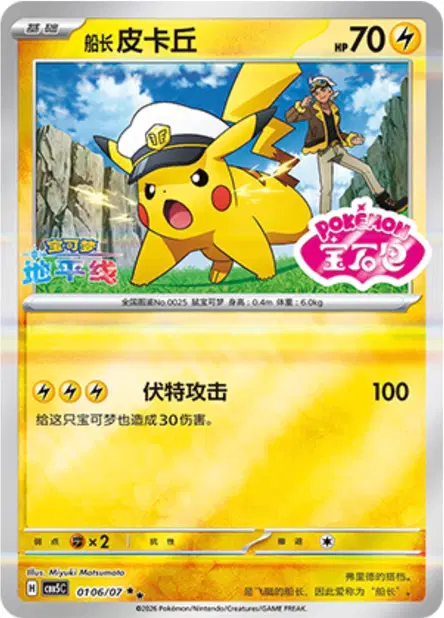 基础
船长 皮卡丘
HP 70
宝可梦
地平线
POKÉMON
宝石包
全国图鉴No.0025 鼠宝可梦 身高:0.4m 体重:6.0kg
伏特攻击 100
给这只宝可梦也造成30伤害。
弱点 ×2 抗性 撤退
Illus. Miyuki Matsumoto
H CBB5C 0106/07 ★★
弗里德的搭档。
是飞艇的船长,因此爱称为“船长”。
©2026 Pokémon/Nintendo/Creatures/GAME FREAK.